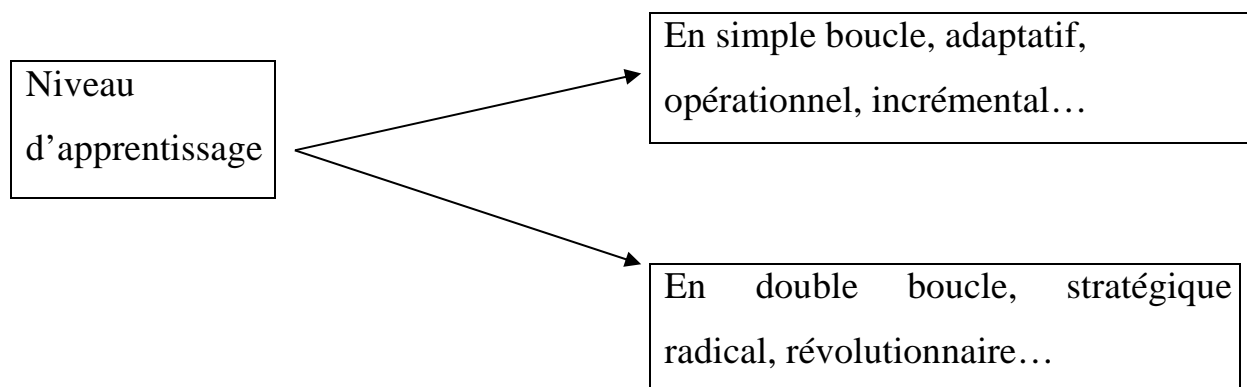 Niveau
d’apprentissage
En simple boucle, adaptatif,
opérationnel, incrémental…
En double boucle, stratégique
radical, révolutionnaire…